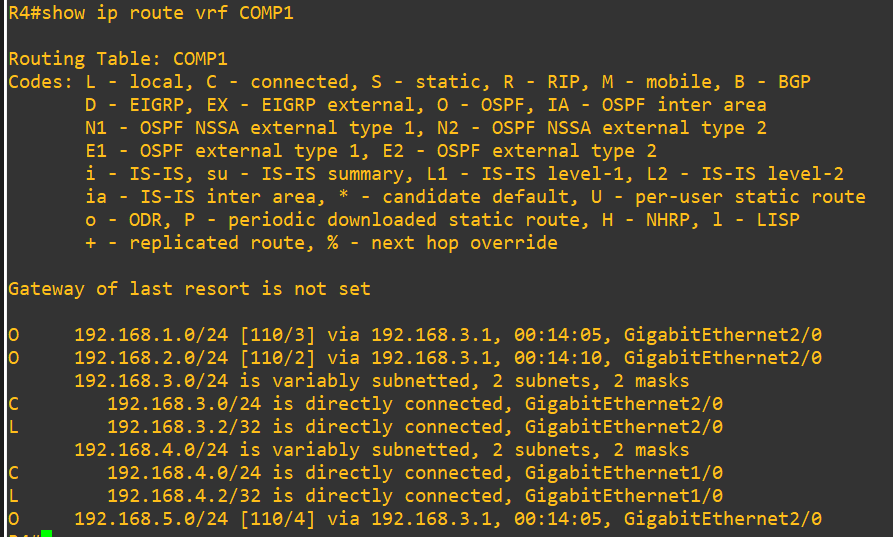 R4#show ip route vrf COMP1
Routing Table: COMP1
Codes: L - local, C - connected, S - static, R - RIP, M - mobile, B - BGP
       D - EIGRP, EX - EIGRP external, O - OSPF, IA - OSPF inter area
       N1 - OSPF NSSA external type 1, N2 - OSPF NSSA external type 2
       E1 - OSPF external type 1, E2 - OSPF external type 2
       i - IS-IS, su - IS-IS summary, L1 - IS-IS level-1, L2 - IS-IS level-2
       ia - IS-IS inter area, * - candidate default, U - per-user static route
       o - ODR, P - periodic downloaded static route, H - NHRP, l - LISP
       + - replicated route, % - next hop override
Gateway of last resort is not set
O     192.168.1.0/24 [110/3] via 192.168.3.1, 00:14:05, GigabitEthernet2/0
O     192.168.2.0/24 [110/2] via 192.168.3.1, 00:14:10, GigabitEthernet2/0
      192.168.3.0/24 is variably subnetted, 2 subnets, 2 masks
C        192.168.3.0/24 is directly connected, GigabitEthernet2/0
L        192.168.3.2/32 is directly connected, GigabitEthernet2/0
      192.168.4.0/24 is variably subnetted, 2 subnets, 2 masks
C        192.168.4.0/24 is directly connected, GigabitEthernet1/0
L        192.168.4.2/32 is directly connected, GigabitEthernet1/0
O     192.168.5.0/24 [110/4] via 192.168.3.1, 00:14:05, GigabitEthernet2/0
R4#